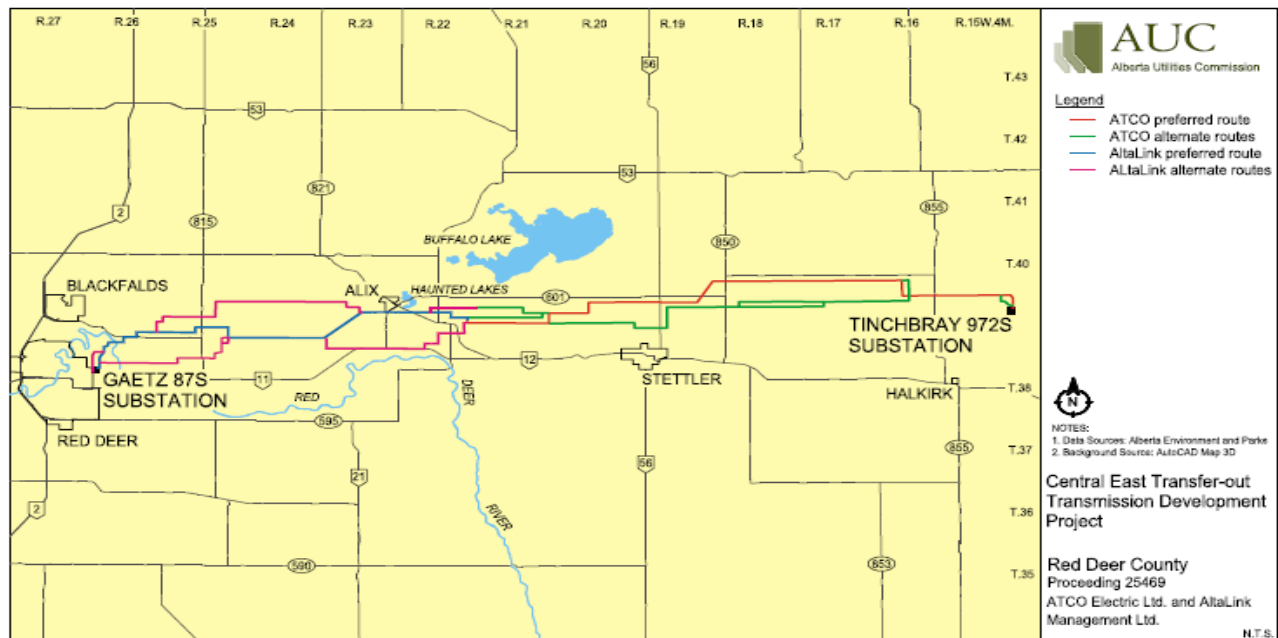 R.27 R.26 R.25 R.24 R.23 R.22 R.21 R.20 R.19 R.18 R.17 R.16 R.15W.4M.
56
T.43
53
T.42
821
53
2
815
855
T.41
BUFFALO LAKE
850
T.40
BLACKFALDS
ALIX
HAUNTED LAKES
601
TINCHBRAY 972S
SUBSTATION
12
GAETZ 87S
SUBSTATION
11
STETTLER
RED
DEER
RIVER
HALKIRK
T.38
595
RED DEER
855
T.37
21
56
2
T.36
590
853
T.35
AUC
Alberta Utilities Commission
Legend
ATCO preferred route
ATCO alternate routes
AltaLink preferred route
ALtaLink alternate routes
N
NOTES:
1. Data Sources: Alberta Environment and Parks
2. Background Source: AutoCAD Map 3D
Central East Transfer-out
Transmission Development
Project
Red Deer County
Proceeding 25469
ATCO Electric Ltd. and AltaLink
Management Ltd.
N.T.S.